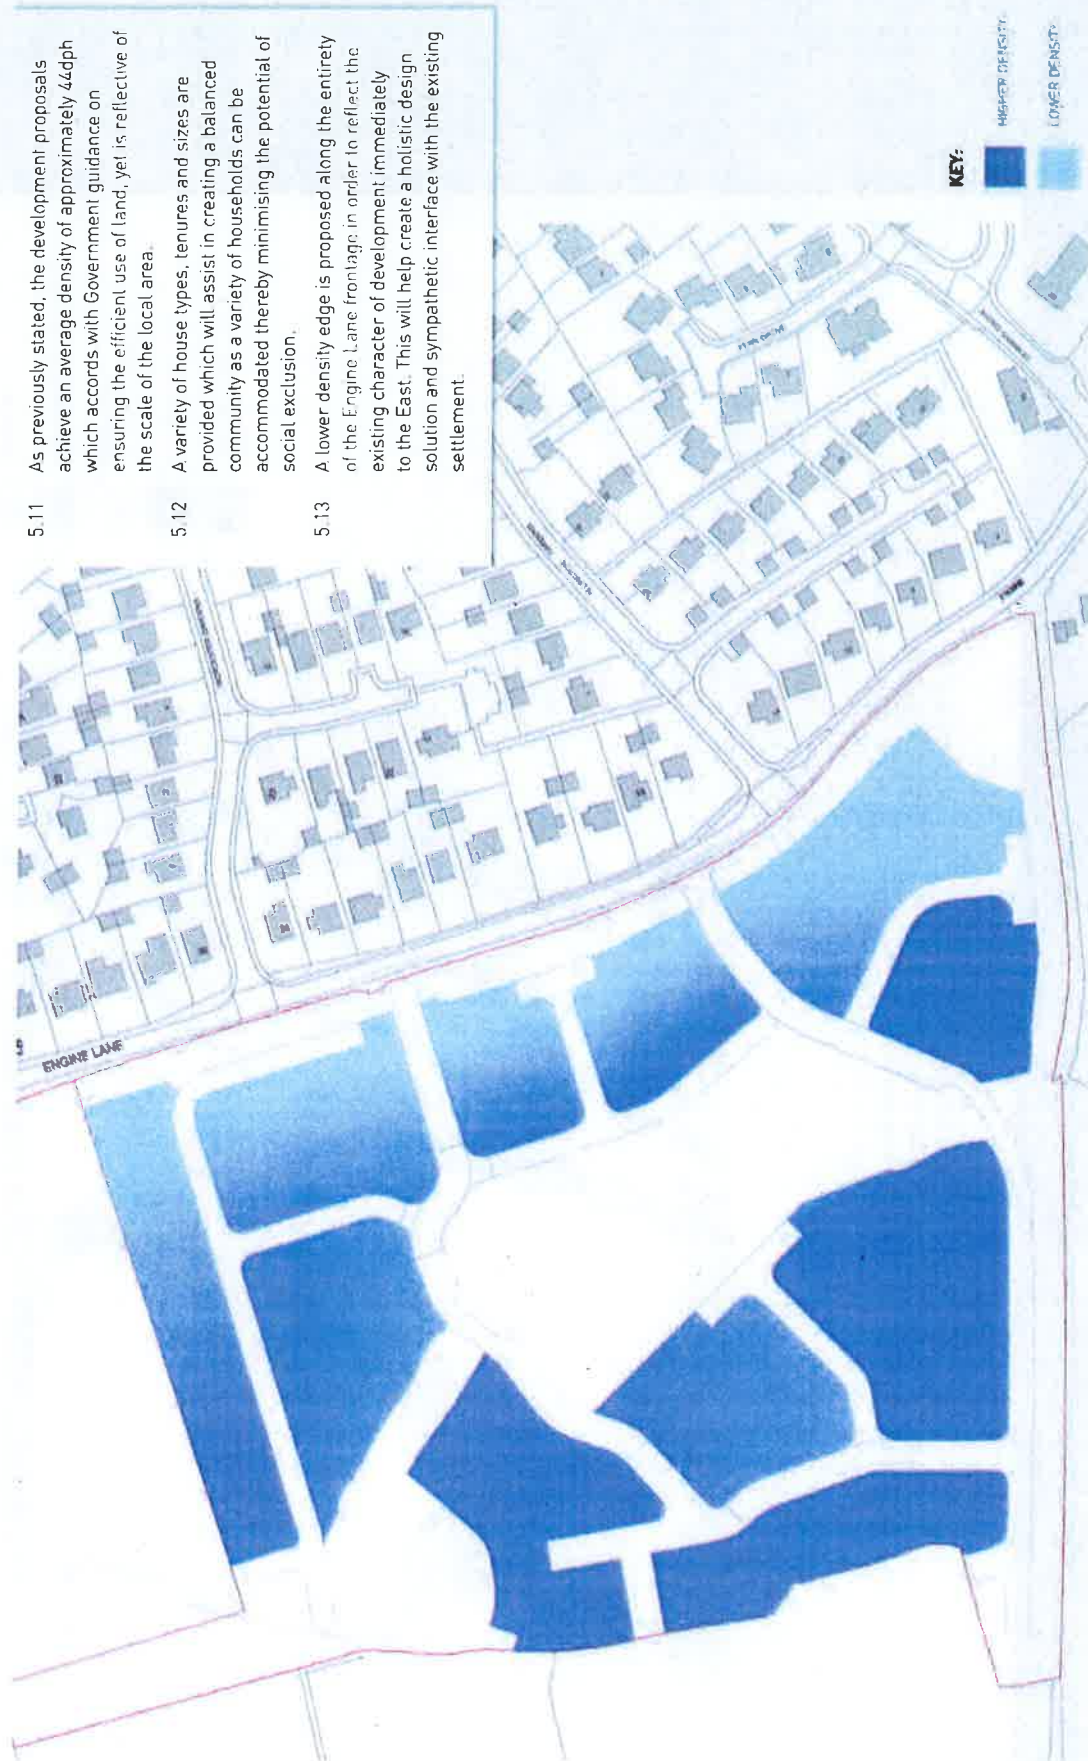 5.11 As previously stated, the development proposals
achieve an average density of approximately 44dph
which accords with Government guidance on
ensuring the efficient use of land, yet is reflective of
the scale of the local area.
5.12 A variety of house types, tenures and sizes are
provided which will assist in creating a balanced
community as a variety of households can be
accommodated thereby minimising the potential of
social exclusion.
5.13 A lower density edge is proposed along the entirety
of the Engine Lane frontage in order to reflect the
existing character of development immediately
to the East. This will help create a holistic design
solution and sympathetic interface with the existing
settlement.
ENGINE LANE
KEY:
HIGHER DENSITY
LOWER DENSITY